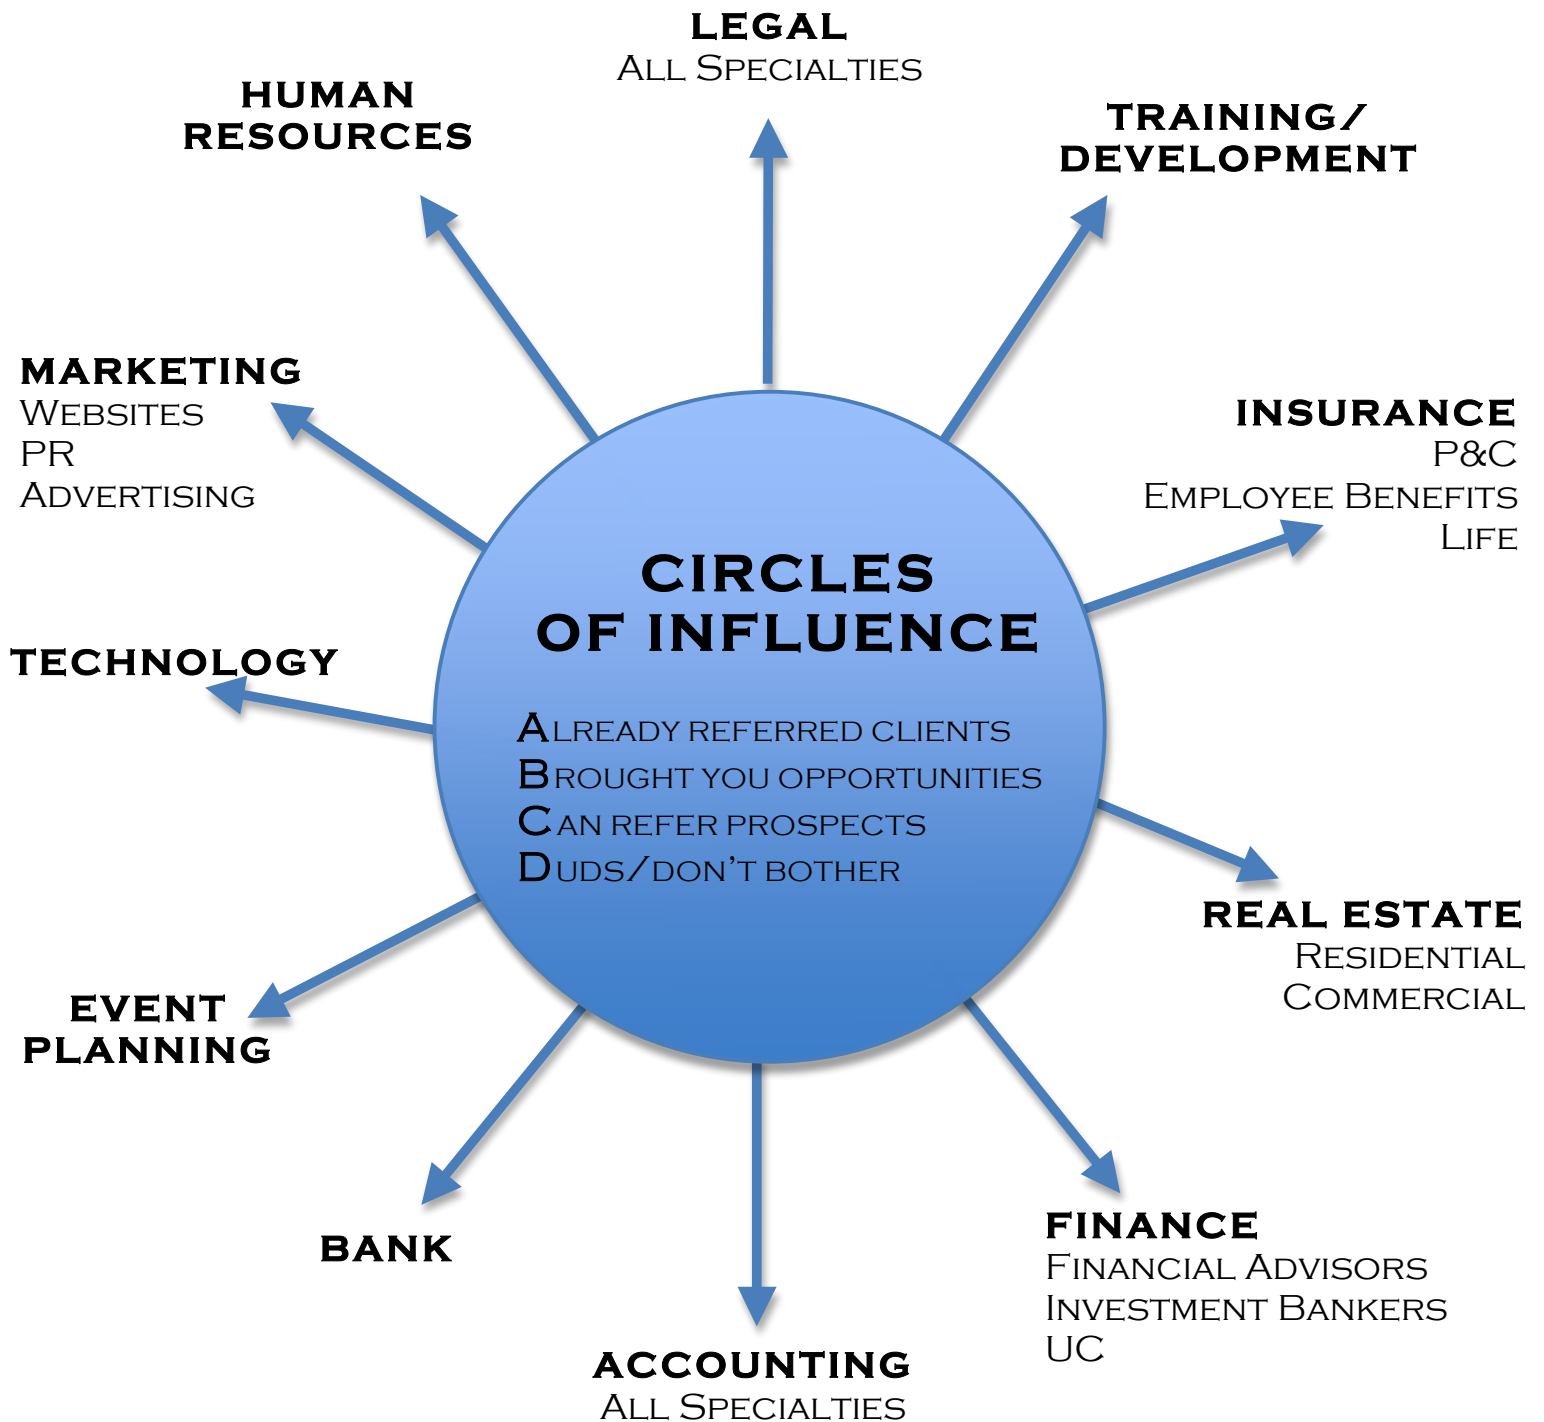 LEGAL
ALL SPECIALTIES
HUMAN
RESOURCES
TRAINING/
DEVELOPMENT
MARKETING
WEBSITES
PR
ADVERTISING
INSURANCE
P&C
EMPLOYEE BENEFITS
LIFE
CIRCLES
OF INFLUENCE
TECHNOLOGY
ALREADY REFERRED CLIENTS
BROUGHT YOU OPPORTUNITIES
CAN REFER PROSPECTS
DUDS/DON'T BOTHER
REAL ESTATE
RESIDENTIAL
COMMERCIAL
EVENT
PLANNING
BANK
FINANCE
FINANCIAL ADVISORS
INVESTMENT BANKERS
UC
ACCOUNTING
ALL SPECIALTIES